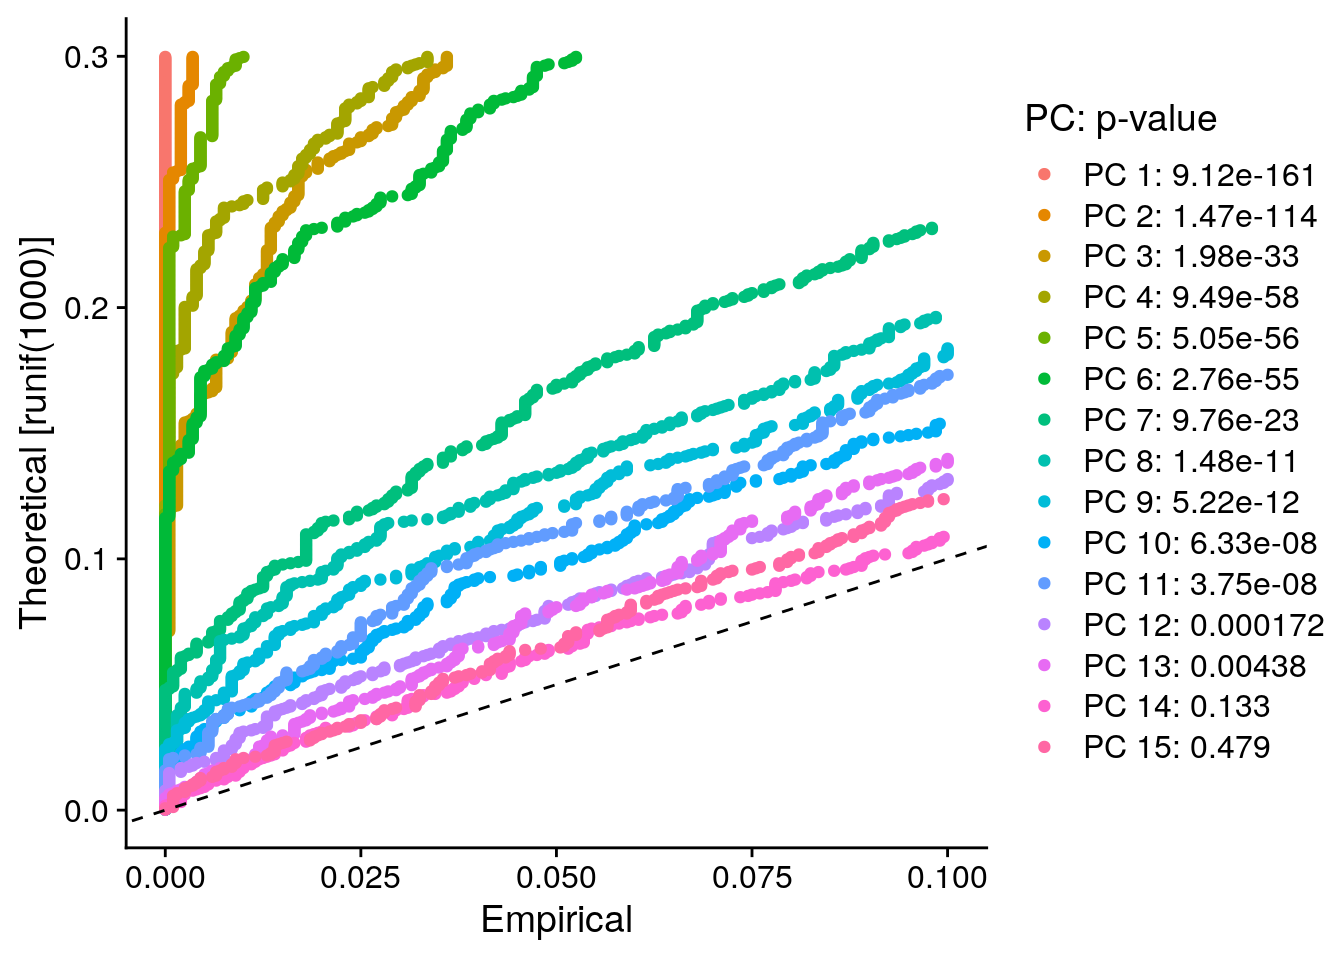 0.3
0.2
0.1
0.0
Theoretical [runif(1000)]
0.000 0.025 0.050 0.075 0.100
Empirical
PC: p-value
PC 1: 9.12e-161
PC 2: 1.47e-114
PC 3: 1.98e-33
PC 4: 9.49e-58
PC 5: 5.05e-56
PC 6: 2.76e-55
PC 7: 9.76e-23
PC 8: 1.48e-11
PC 9: 5.22e-12
PC 10: 6.33e-08
PC 11: 3.75e-08
PC 12: 0.000172
PC 13: 0.00438
PC 14: 0.133
PC 15: 0.479